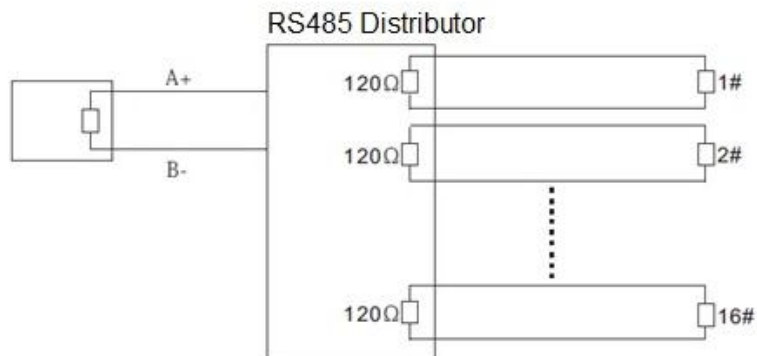 RS485 Distributor
A+
B-
120Ω 1#
120Ω 2#
120Ω 16#